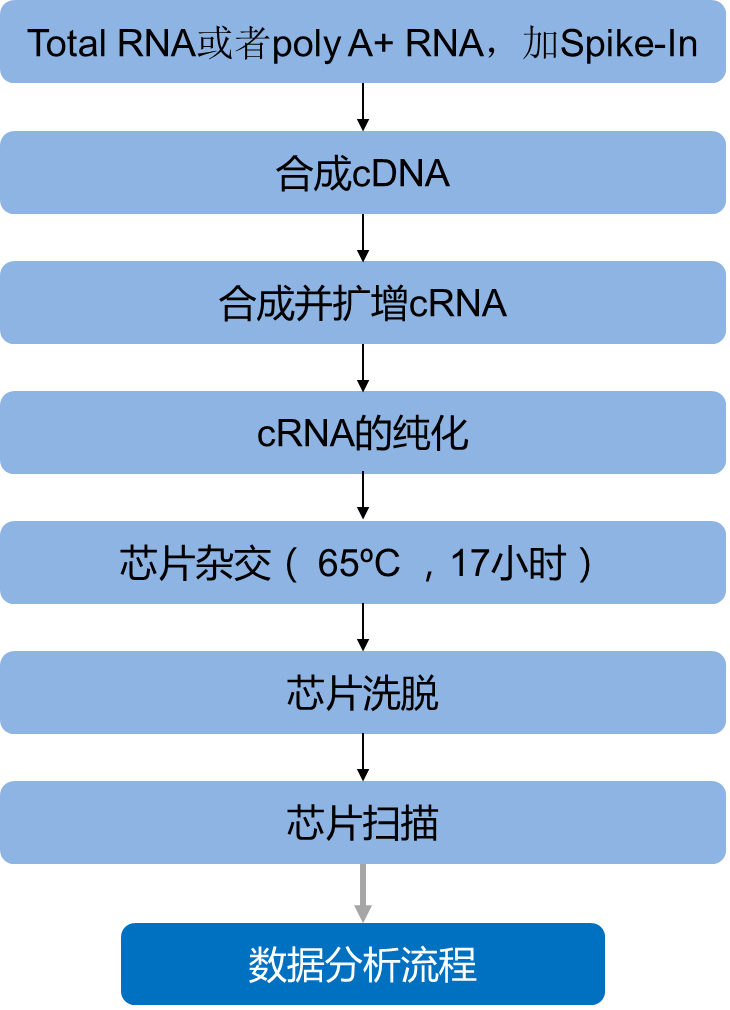 Total RNA或者poly A+ RNA，加Spike-In
合成cDNA
合成并扩增cRNA
cRNA的纯化
芯片杂交（ 65ºC ，17小时）
芯片洗脱
芯片扫描
数据分析流程